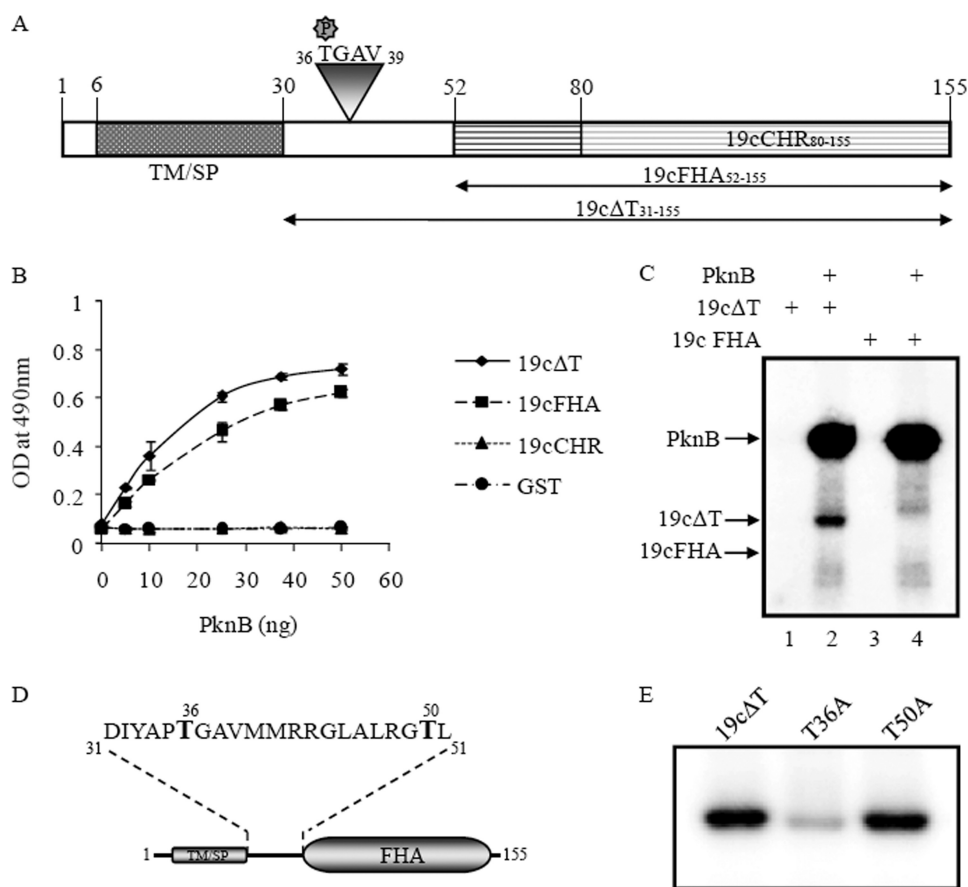 A
P
36 TGAV 39
1 6 30 52 80 155
19cCHR80-155
TM/SP
19cFHA52-155
19cΔT31-155
B
1
0.8
0.6
0.4
0.2
0
0 10 20 30 40 50 60
OD at 490nm
PknB (ng)
19cΔT
19cFHA
19cCHR
GST
C
PknB + +
19cΔT + +
19c FHA + +
PknB
19cΔT
19cFHA
1 2 3 4
D
36 50
DIYAPTGAVMMRRGLALRGTL
31 51
1 TM/SP FHA 155
E
19cΔT T36A T50A